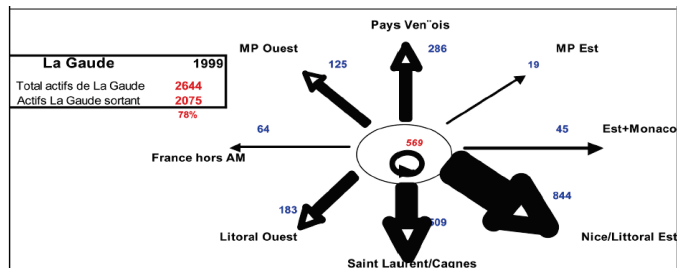 Pays Ven¨ois
MP Ouest
286
MP Est
La Gaude 1999
125
19
Total actifs de La Gaude 2644
Actifs La Gaude sortant 2075
78%
64
569
45
Est+Monaco
France hors AM
183
509
844
Litoral Ouest
Nice/Littoral Est
Saint Laurent/Cagnes